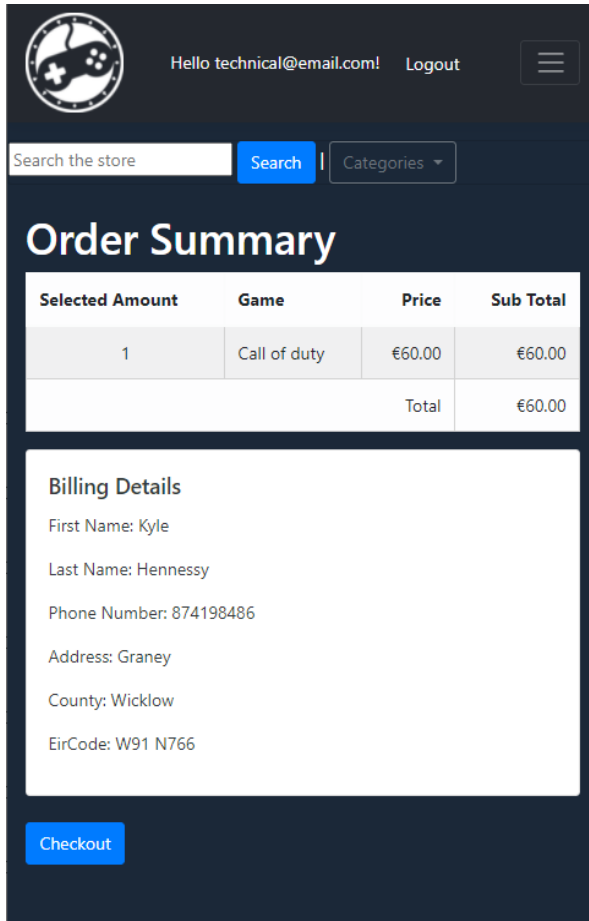 Hello technical@email.com! Logout
Search the store Search | Categories
Order Summary
Selected Amount Game Price Sub Total
1 Call of duty €60.00 €60.00
Total €60.00
Billing Details
First Name: Kyle
Last Name: Hennessy
Phone Number: 874198486
Address: Graney
County: Wicklow
EirCode: W91 N766
Checkout